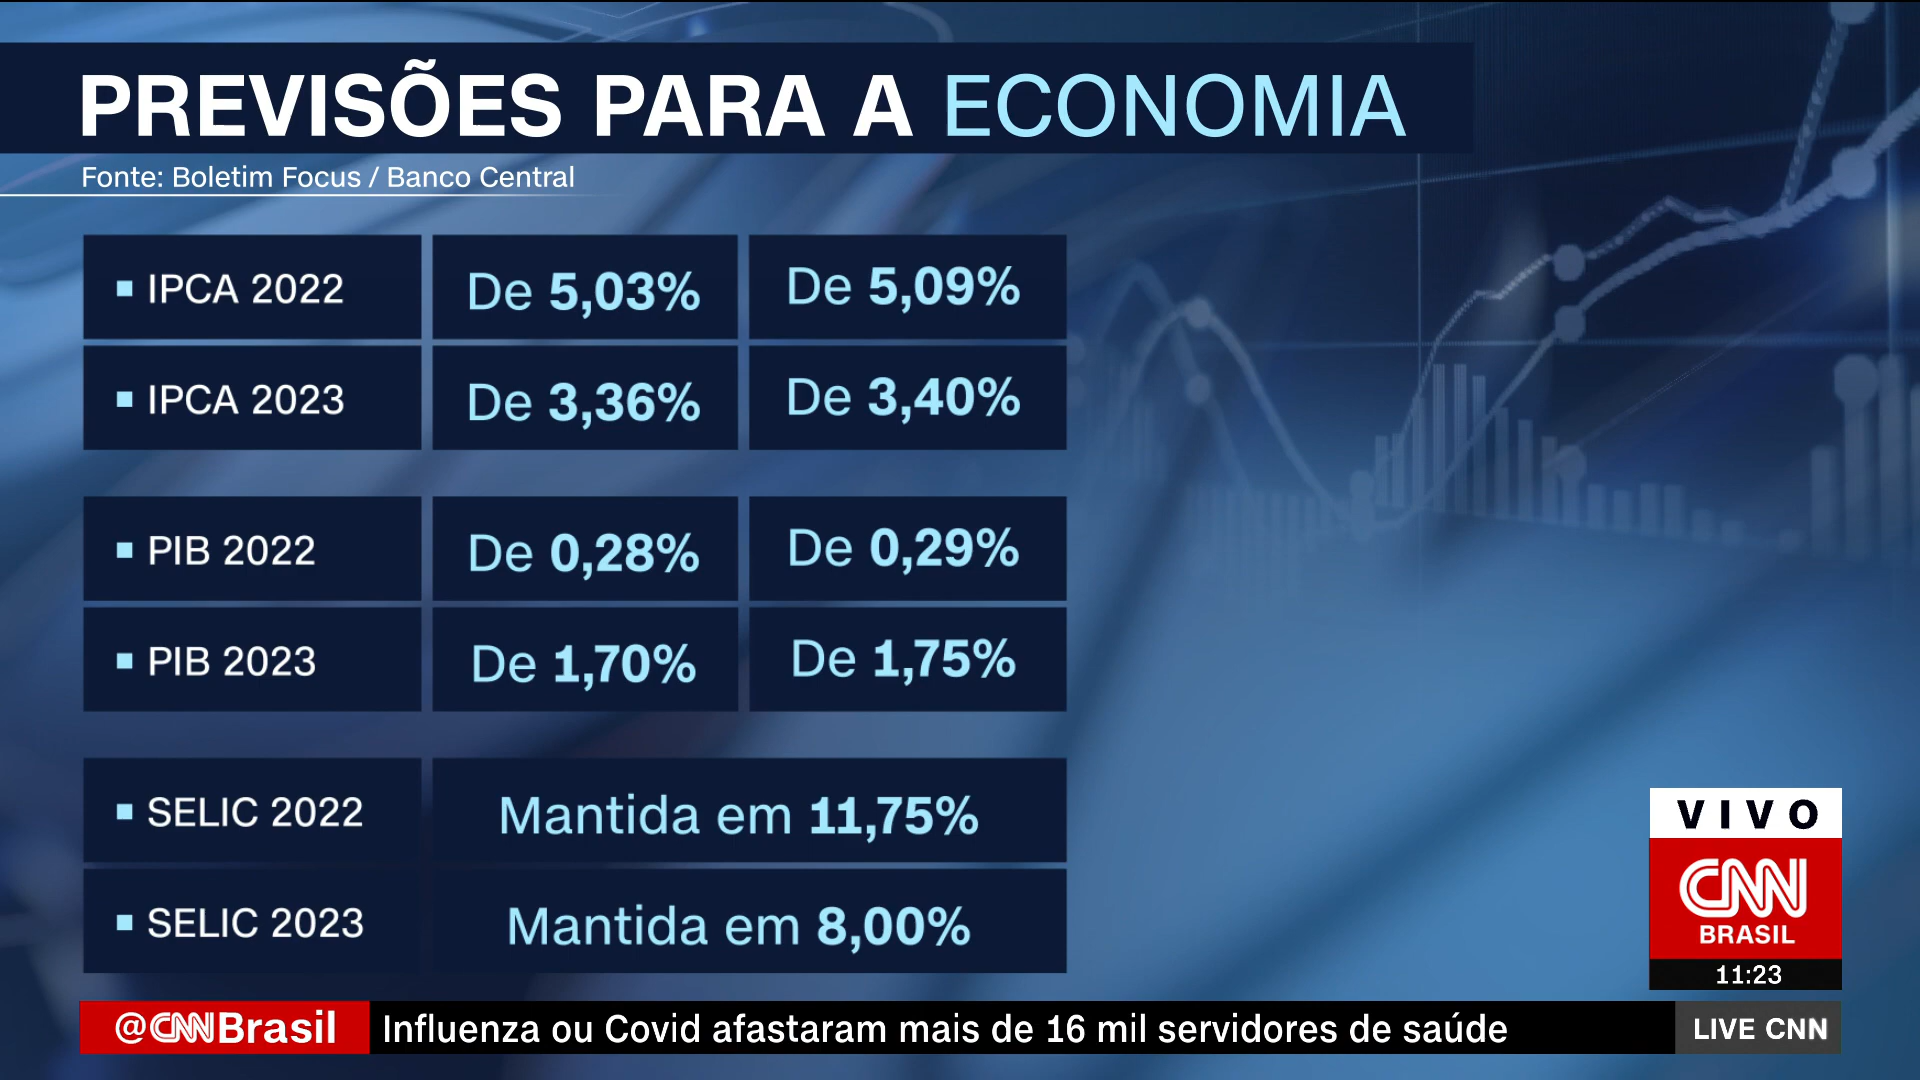 PREVISÕES PARA A ECONOMIA
Fonte: Boletim Focus / Banco Central
IPCA 2022 De 5,03% De 5,09%
IPCA 2023 De 3,36% De 3,40%
PIB 2022 De 0,28% De 0,29%
PIB 2023 De 1,70% De 1,75%
SELIC 2022 Mantida em 11,75%
SELIC 2023 Mantida em 8,00%
VIVO
CNN
BRASIL
11:23
@CNNBrasil Influenza ou Covid afastaram mais de 16 mil servidores de saúde LIVE CNN